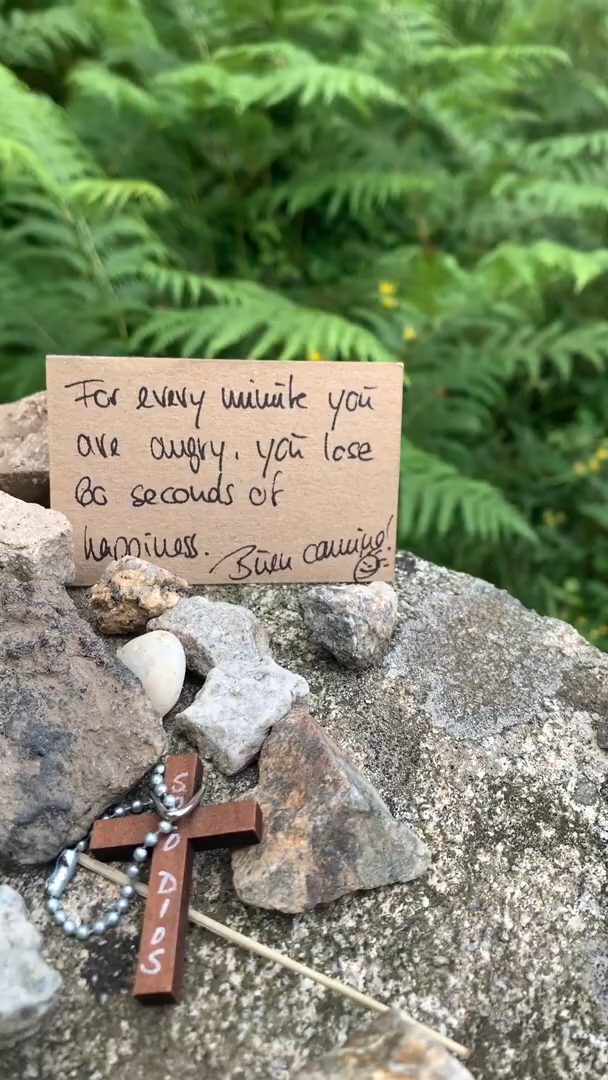 For every minute you
are angry, you lose
60 seconds of
happiness. Buen camino!
DIOS